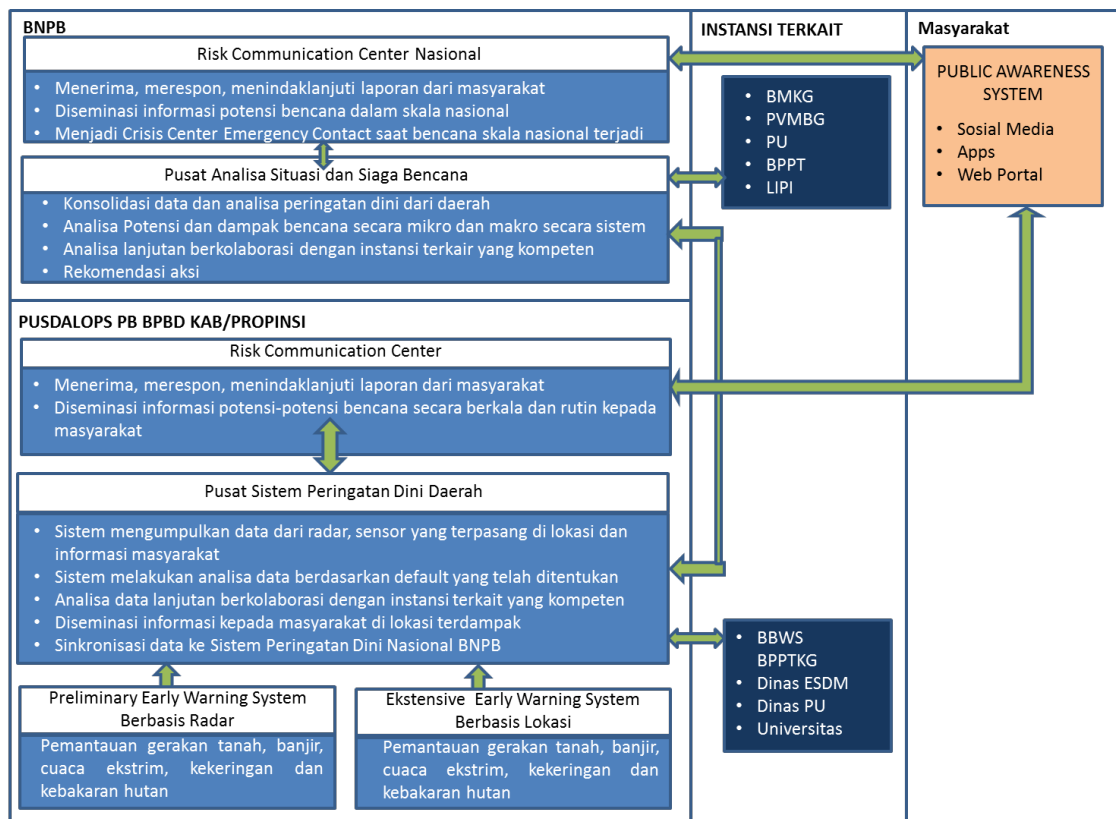 BNPB
Risk Communication Center Nasional
• Menerima, merespon, menindaklanjuti laporan dari masyarakat
• Diseminasi informasi potensi bencana dalam skala nasional
• Menjadi Crisis Center Emergency Contact saat bencana skala nasional terjadi
Pusat Analisa Situasi dan Siaga Bencana
• Konsolidasi data dan analisa peringatan dini dari daerah
• Analisa Potensi dan dampak bencana secara mikro dan makro secara sistem
• Analisa lanjutan berkolaborasi dengan instansi terkair yang kompeten
• Rekomendasi aksi
INSTANSI TERKAIT
• BMKG
• PVMBG
• PU
• BPPT
• LIPI
Masyarakat
PUBLIC AWARENESS
SYSTEM
• Sosial Media
• Apps
• Web Portal
PUSDALOPS PB BPBD KAB/PROPINSI
Risk Communication Center
• Menerima, merespon, menindaklanjuti laporan dari masyarakat
• Diseminasi informasi potensi-potensi bencana secara berkala dan rutin kepada
masyarakat
Pusat Sistem Peringatan Dini Daerah
• Sistem mengumpulkan data dari radar, sensor yang terpasang di lokasi dan
informasi masyarakat
• Sistem melakukan analisa data berdasarkan default yang telah ditentukan
• Analisa data lanjutan berkolaborasi dengan instansi terkait yang kompeten
• Diseminasi informasi kepada masyarakat di lokasi terdampak
• Sinkronisasi data ke Sistem Peringatan Dini Nasional BNPB
• BBWS
BPPTKG
• Dinas ESDM
• Dinas PU
• Universitas
Preliminary Early Warning System
Berbasis Radar
Pemantauan gerakan tanah, banjir,
cuaca ekstrim, kekeringan dan
kebakaran hutan
Ekstensive Early Warning System
Berbasis Lokasi
Pemantauan gerakan tanah, banjir,
cuaca ekstrim, kekeringan dan
kebakaran hutan